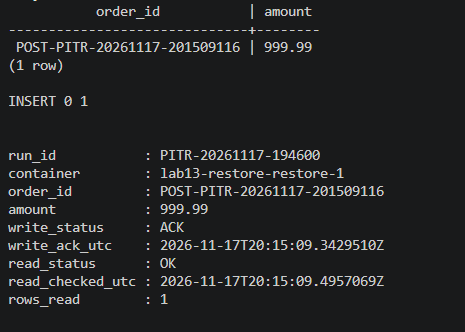 order_id | amount
-----------------------------+--------
POST-PITR-20261117-201509116 | 999.99
(1 row)
INSERT 0 1
run_id : PITR-20261117-194600
container : lab13-restore-restore-1
order_id : POST-PITR-20261117-201509116
amount : 999.99
write_status : ACK
write_ack_utc : 2026-11-17T20:15:09.3429510Z
read_status : OK
read_checked_utc : 2026-11-17T20:15:09.4957069Z
rows_read : 1